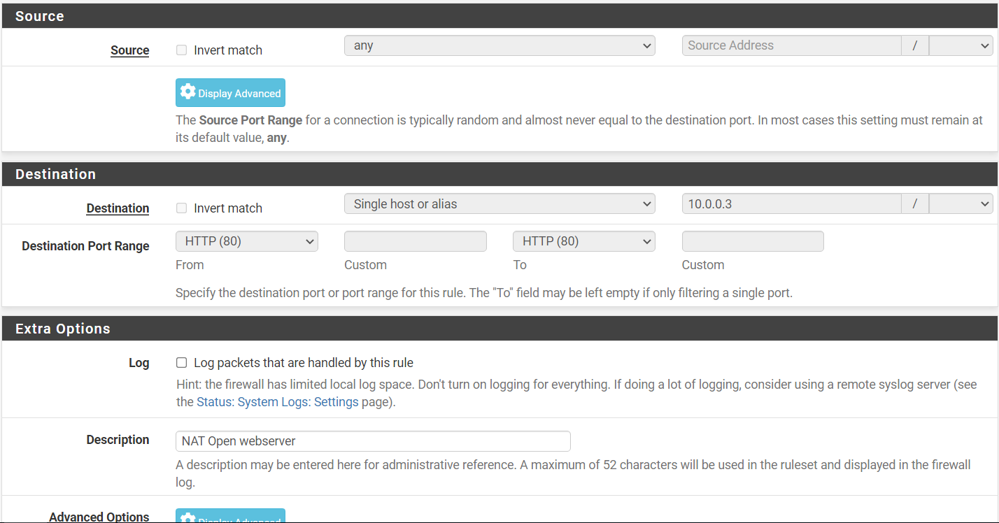 Source
Source Invert match any Source Address /
Display Advanced
The Source Port Range for a connection is typically random and almost never equal to the destination port. In most cases this setting must remain at
its default value, any.
Destination
Destination Invert match Single host or alias 10.0.0.3 /
Destination Port Range HTTP (80) HTTP (80)
From Custom To Custom
Specify the destination port or port range for this rule. The "To" field may be left empty if only filtering a single port.
Extra Options
Log Log packets that are handled by this rule
Hint: the firewall has limited local log space. Don't turn on logging for everything. If doing a lot of logging, consider using a remote syslog server (see
the Status: System Logs: Settings page).
Description NAT Open webserver
A description may be entered here for administrative reference. A maximum of 52 characters will be used in the ruleset and displayed in the firewall
log.
Advanced Options Display Advanced